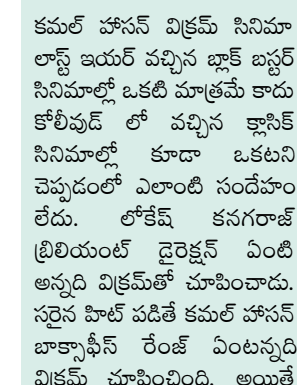 కమల్ హాసన్ విక్రమ్ సినిమా
లాస్ట్ ఇయర్ వచ్చిన బ్లాక్ బస్టర్
సినిమాల్లో ఒకటి మాత్రమే కాదు
కోలీవుడ్ లో వచ్చిన క్లాసిక్
సినిమాల్లో కూడా ఒకటని
చెప్పడంలో ఎలాంటి సందేహం
లేదు. లోకేష్ కనగరాజ్
బ్రిలియంట్ డైరెక్షన్ ఏంటి
అన్నది విక్రమ్‌తో చూపించాడు.
సరైన హిట్ పడితే కమల్ హాసన్
బాక్సాఫీస్ రేంజ్ ఏంటన్నది
విక్రమ్ చూపించింది. అయితే